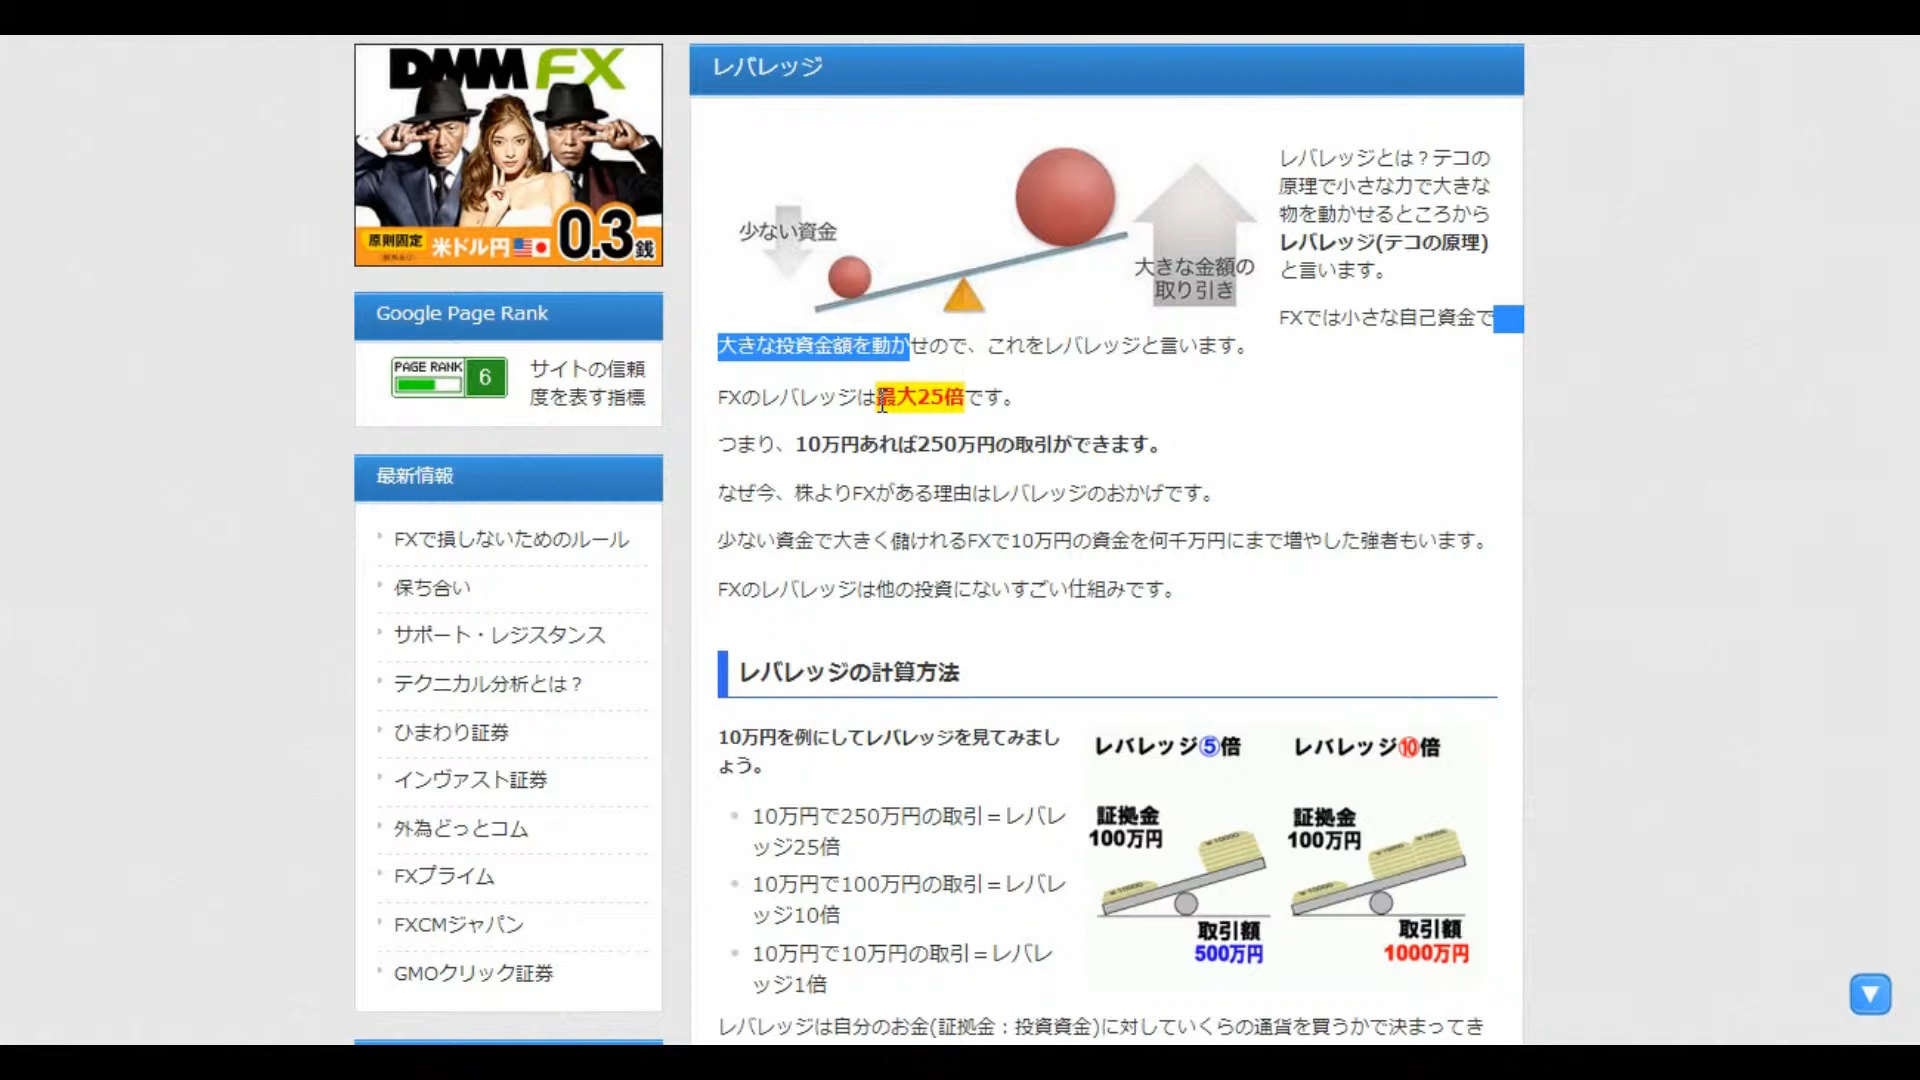 DMM FX
原則固定
米ドル円
0.3銭
Google Page Rank
PAGE RANK 6
サイトの信頼
度を表す指標
最新情報
FXで損しないためのルール
保ち合い
サポート・レジスタンス
テクニカル分析とは？
ひまわり証券
インヴァスト証券
外為どっとコム
FXプライム
FXCMジャパン
GMOクリック証券
レバレッジ
少ない資金
大きな金額の
取り引き
レバレッジとは？テコの
原理で小さな力で大きな
物を動かせるところから
レバレッジ(テコの原理)
と言います。
FXでは小さな自己資金で
大きな投資金額を動かせので、これをレバレッジと言います。
FXのレバレッジは最大25倍です。
つまり、10万円あれば250万円の取引ができます。
なぜ今、株よりFXがある理由はレバレッジのおかげです。
少ない資金で大きく儲けれるFXで10万円の資金を何千万円にまで増やした強者もいます。
FXのレバレッジは他の投資にないすごい仕組みです。
レバレッジの計算方法
10万円を例にしてレバレッジを見てみまし
ょう。
10万円で250万円の取引＝レバレ
ッジ25倍
10万円で100万円の取引＝レバレ
ッジ10倍
10万円で10万円の取引＝レバレ
ッジ1倍
レバレッジ⑤倍
証拠金
100万円
取引額
500万円
レバレッジ⑩倍
証拠金
100万円
取引額
1000万円
レバレッジは自分のお金(証拠金：投資資金)に対していくらの通貨を買うかで決まってき